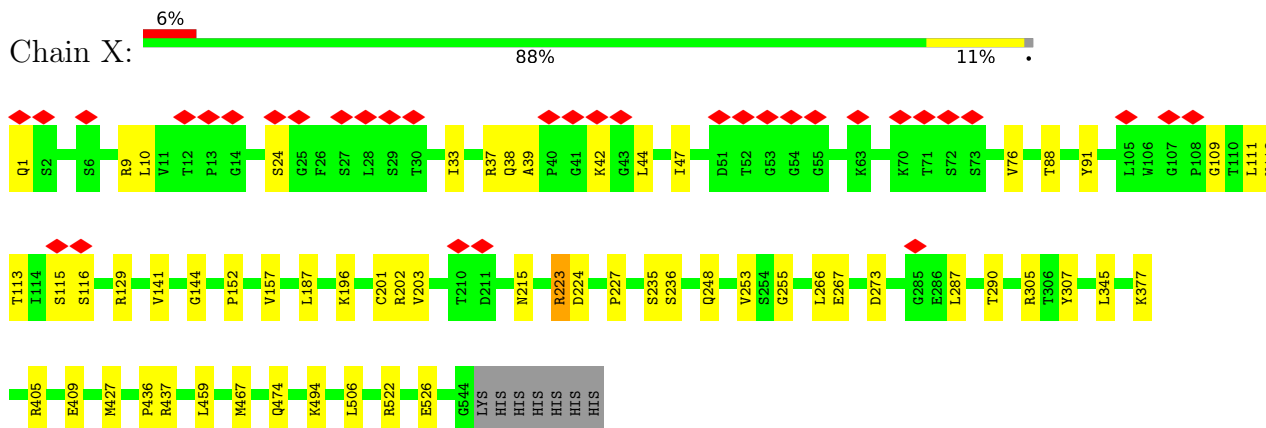 6%
Chain X:
88% 11% •
Q1 S2 S6 R9 L10 V11 T12 P13 G14 S24 G25 F26 S27 L28 S29 T30 I33 R37 Q38 A39 P40 G41 K42 G43 L44 I47 D51 T52 G53 G54 G55 K63 K70 T71 S72 S73 V76 T88 Y91 L105 W106 G107 P108 G109 T110 L111
T113 I114 S115 S116 R129 V141 G144 P152 V157 L187 K196 C201 R202 V203 T210 D211 N215 R223 D224 P227 S235 S236 Q248 V253 S254 G255 L266 E267 D273 G285 E286 L287 T290 R305 T306 Y307 L345 K377
R405 E409 M427 P436 R437 L459 M467 Q474 K494 L506 R522 E526 G544 LYS HIS HIS HIS HIS HIS HIS